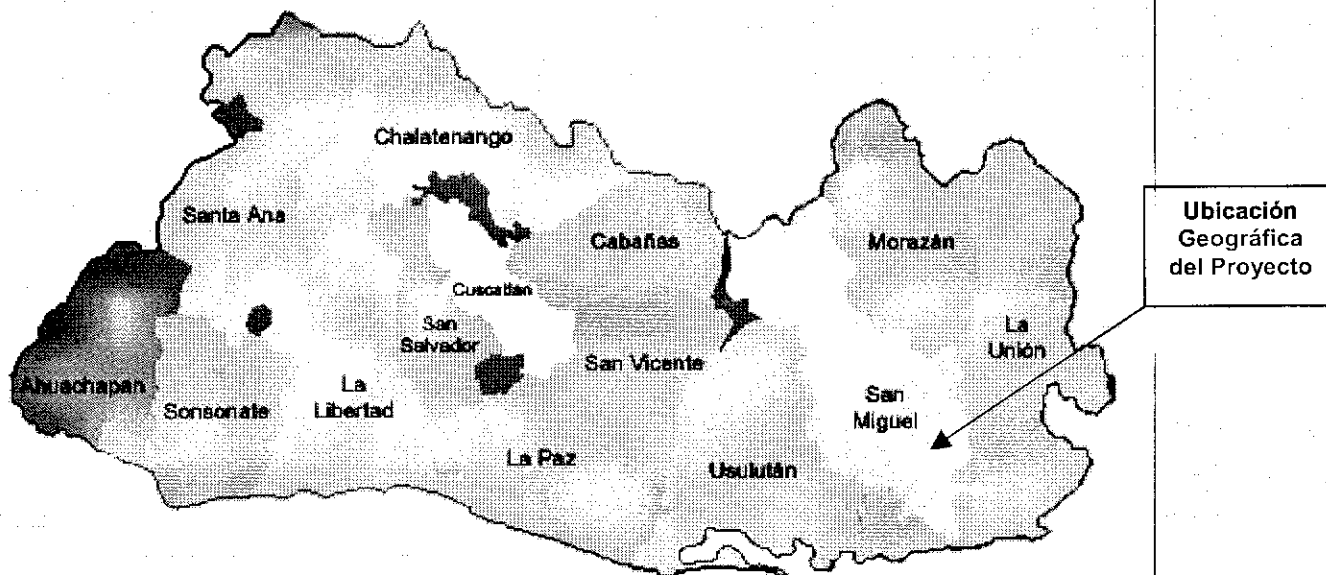 Chalatenango
Santa Ana
Cabañas
Morazán
Ubicación
Geográfica
del Proyecto
Cuscatlan
San
Salvador
La
Unión
San Vicente
Ahuachapan
Sonsonate
La
Libertad
San
Miguel
La Paz
Usulután